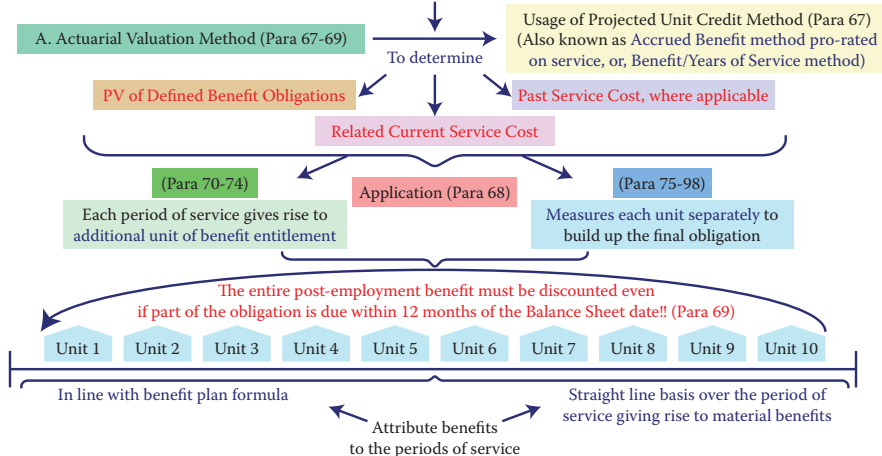 A. Actuarial Valuation Method (Para 67-69)
To determine
Usage of Projected Unit Credit Method (Para 67)
(Also known as Accrued Benefit method pro-rated
on service, or, Benefit/Years of Service method)
PV of Defined Benefit Obligations
Past Service Cost, where applicable
Related Current Service Cost
(Para 70-74)
Application (Para 68)
(Para 75-98)
Each period of service gives rise to
additional unit of benefit entitlement
Measures each unit separately to
build up the final obligation
The entire post-employment benefit must be discounted even
if part of the obligation is due within 12 months of the Balance Sheet date!! (Para 69)
Unit 1 Unit 2 Unit 3 Unit 4 Unit 5 Unit 6 Unit 7 Unit 8 Unit 9 Unit 10
In line with benefit plan formula
Straight line basis over the period of
service giving rise to material benefits
Attribute benefits
to the periods of service